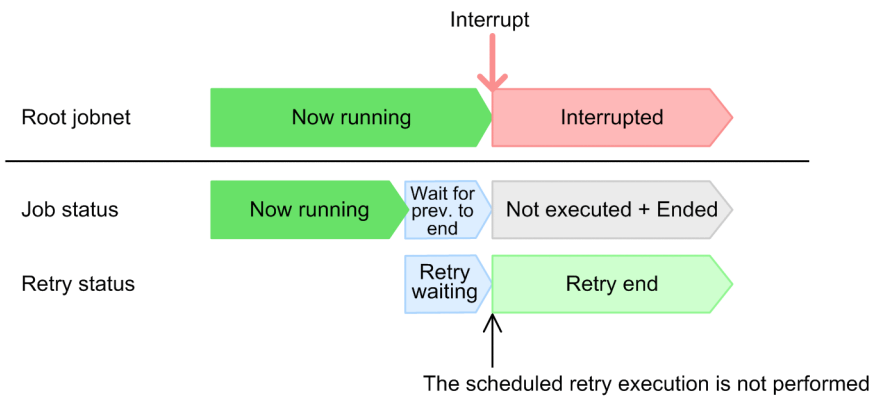 Interrupt
Root jobnet
Now running
Interrupted
Job status
Now running
Wait for
prev. to
end
Not executed + Ended
Retry status
Retry
waiting
Retry end
The scheduled retry execution is not performed